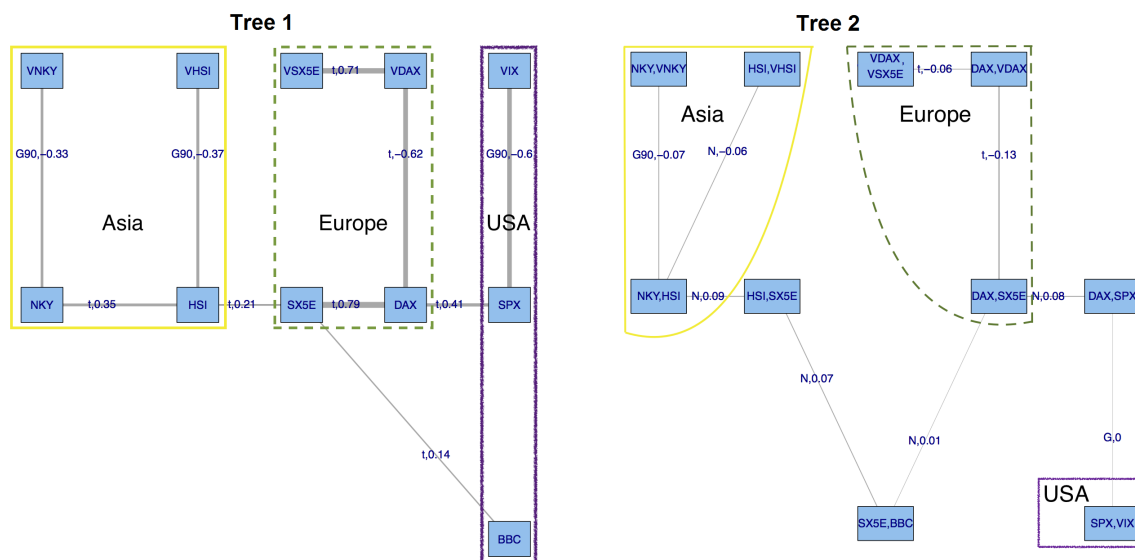 Tree 1
Tree 2
VNKY
VHSI
VSX5E
t,0.71
VDAX
VIX
G90,−0.33
G90,−0.37
t,−0.62
G90,−0.6
Asia
Europe
USA
NKY
t,0.35
HSI
t,0.21
SX5E
t,0.79
DAX
t,0.41
SPX
t,0.14
BBC
NKY,VNKY
HSI,VHSI
VDAX,
VSX5E
t,−0.06
DAX,VDAX
Asia
Europe
G90,−0.07
N,−0.06
t,−0.13
NKY,HSI
N,0.09
HSI,SX5E
DAX,SX5E
N,0.08
DAX,SPX
N,0.07
N,0.01
G,0
USA
SX5E,BBC
SPX,VIX